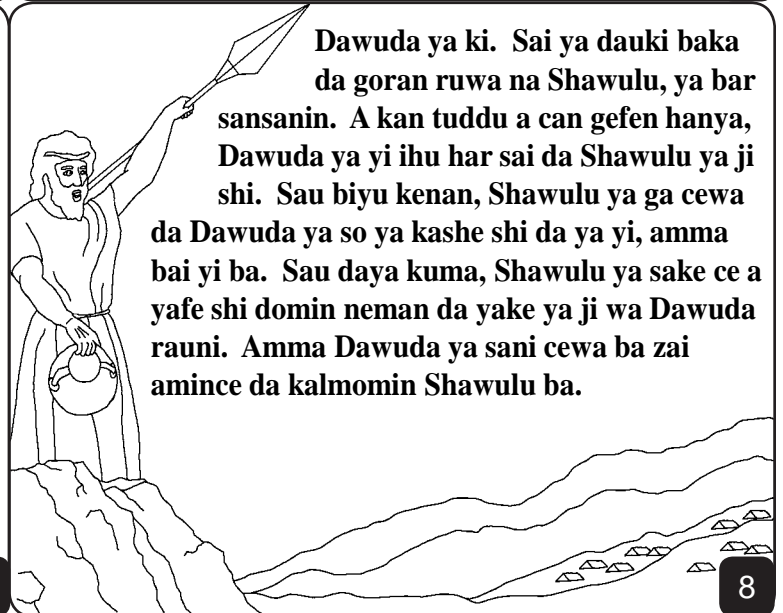 Dawuda ya ki.  Sai ya dauki baka
da goran ruwa na Shawulu, ya bar
sansanin.  A kan tuddu a can gefen hanya,
Dawuda ya yi ihu har sai da Shawulu ya ji
shi.  Sau biyu kenan, Shawulu ya ga cewa
da Dawuda ya so ya kashe shi da ya yi, amma
bai yi ba.  Sau daya kuma, Shawulu ya sake ce a
yafe shi domin neman da yake ya ji wa Dawuda
rauni.  Amma Dawuda ya sani cewa ba zai
amince da kalmomin Shawulu ba.
8